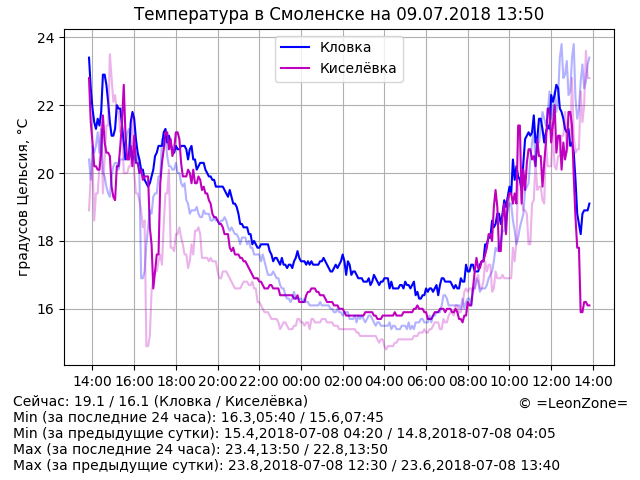 Температура в Смоленске на 09.07.2018 13:50
Кловка
Киселёвка
градусов Цельсия, °C
24
22
20
18
16
14:00 16:00 18:00 20:00 22:00 00:00 02:00 04:00 06:00 08:00 10:00 12:00 14:00
Сейчас: 19.1 / 16.1 (Кловка / Киселёвка)
© =LeonZone=
Min (за последние 24 часа): 16.3,05:40 / 15.6,07:45
Min (за предыдущие сутки): 15.4,2018-07-08 04:20 / 14.8,2018-07-08 04:05
Max (за последние 24 часа): 23.4,13:50 / 22.8,13:50
Max (за предыдущие сутки): 23.8,2018-07-08 12:30 / 23.6,2018-07-08 13:40